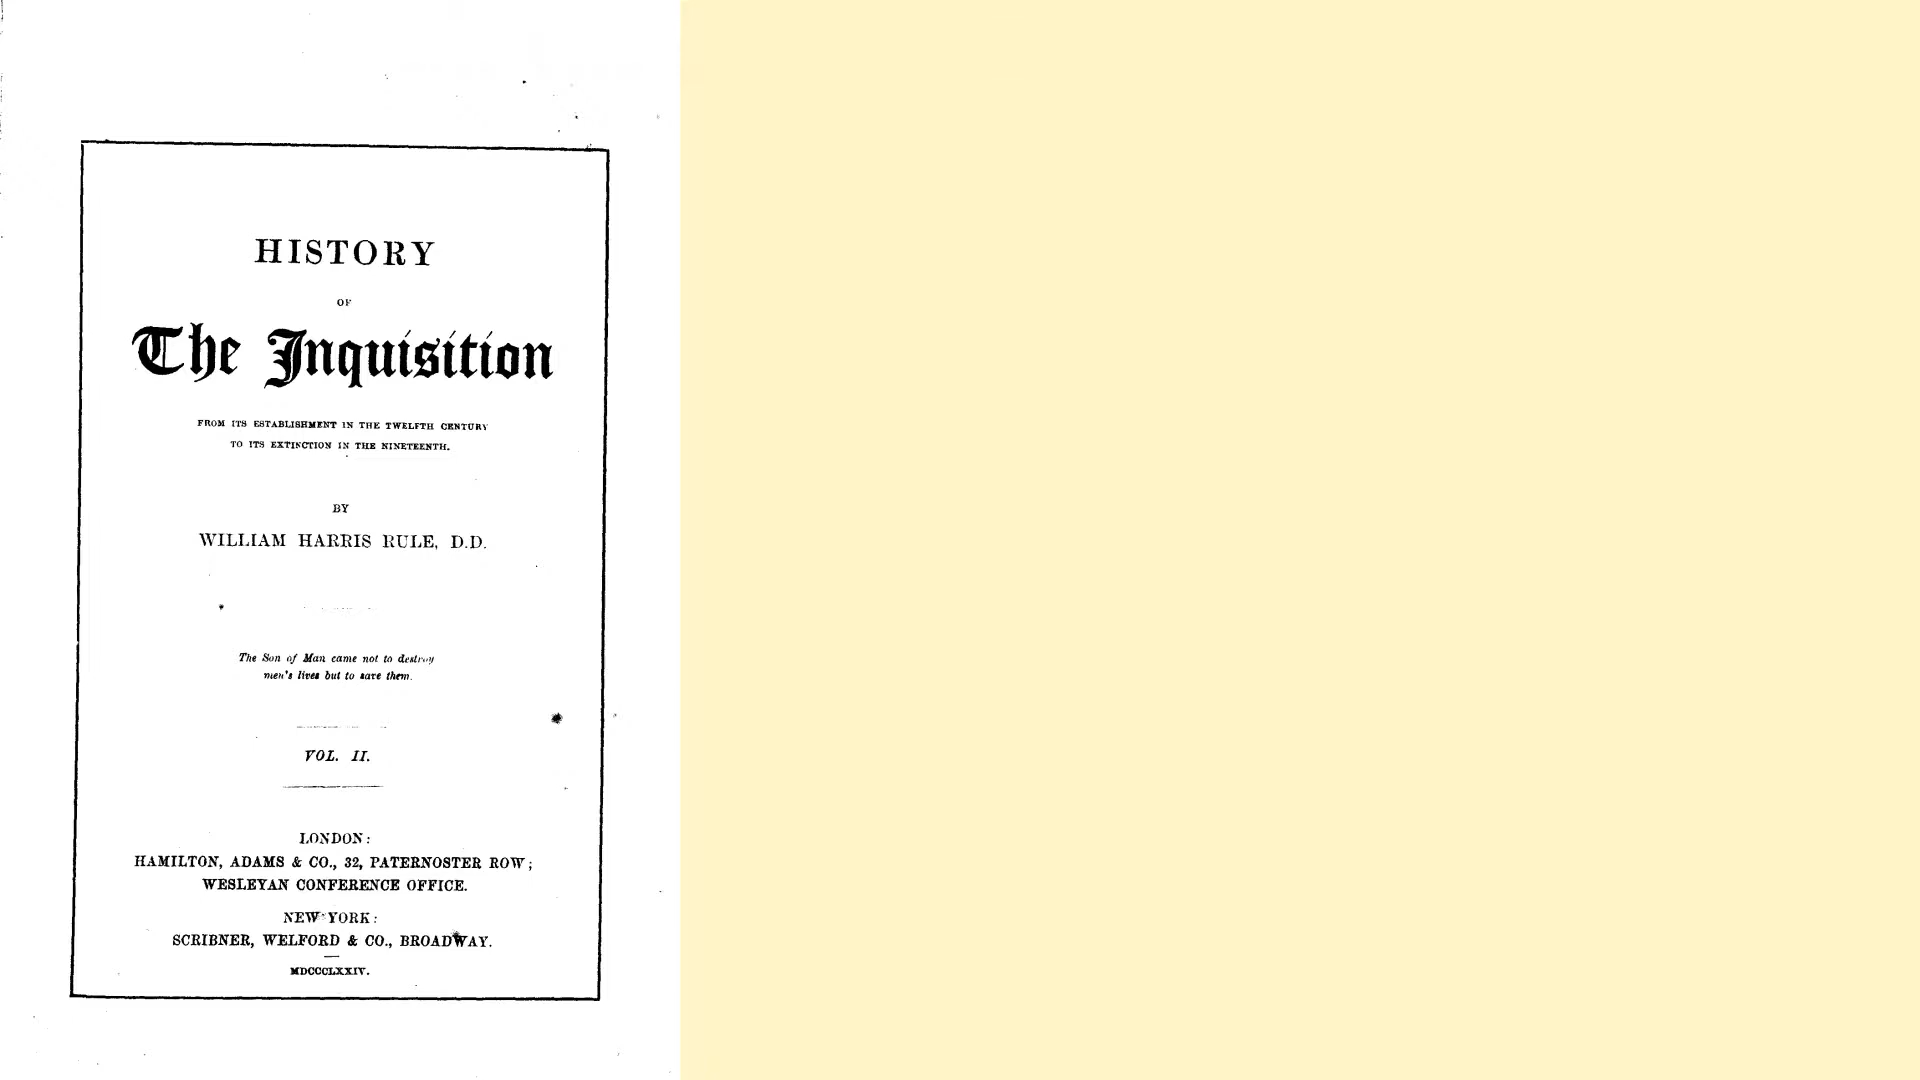 HISTORY
OF
The Inquisition
FROM ITS ESTABLISHMENT IN THE TWELFTH CENTURY
TO ITS EXTINCTION IN THE NINETEENTH.
BY
WILLIAM HARRIS RULE, D.D.
The Son of Man came not to destroy
men's lives but to save them.
VOL. II.
LONDON:
HAMILTON, ADAMS & CO., 32, PATERNOSTER ROW;
WESLEYAN CONFERENCE OFFICE.
NEW YORK:
SCRIBNER, WELFORD & CO., BROADWAY.
MDCCCLXXIV.